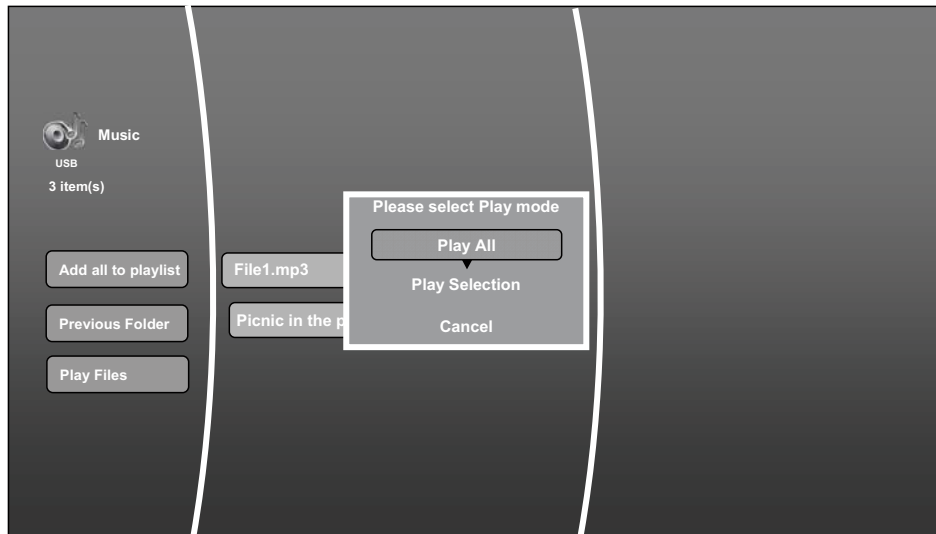 Music
USB
3 item(s)
Add all to playlist
Previous Folder
Play Files
File1.mp3
Picnic in the p
Please select Play mode
Play All
Play Selection
Cancel